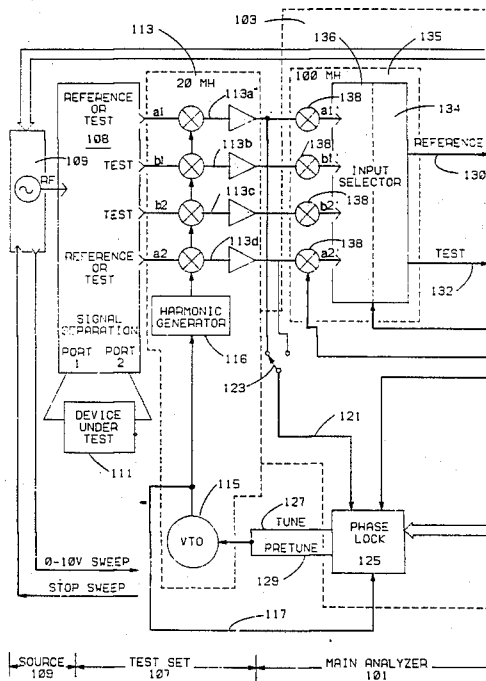 113
103
136
135
20 MH
100 MH
REFERENCE
OR
TEST
a1
113a
138
a1
134
108
REFERENCE
109
TEST
b1
113b
138
b1
130
RF
INPUT
SELECTOR
TEST
b2
113c
138
b2
REFERENCE
OR
TEST
a2
113d
138
a2
TEST
132
SIGNAL
SEPARATION
HARMONIC
GENERATOR
PORT
1
PORT
2
116
123
DEVICE
UNDER
TEST
121
111
115
127
TUNE
PHASE
LOCK
VTO
PRETUNE
125
129
0-10V SWEEP
STOP SWEEP
117
SOURCE
109
TEST SET
107
MAIN ANALYZER
101